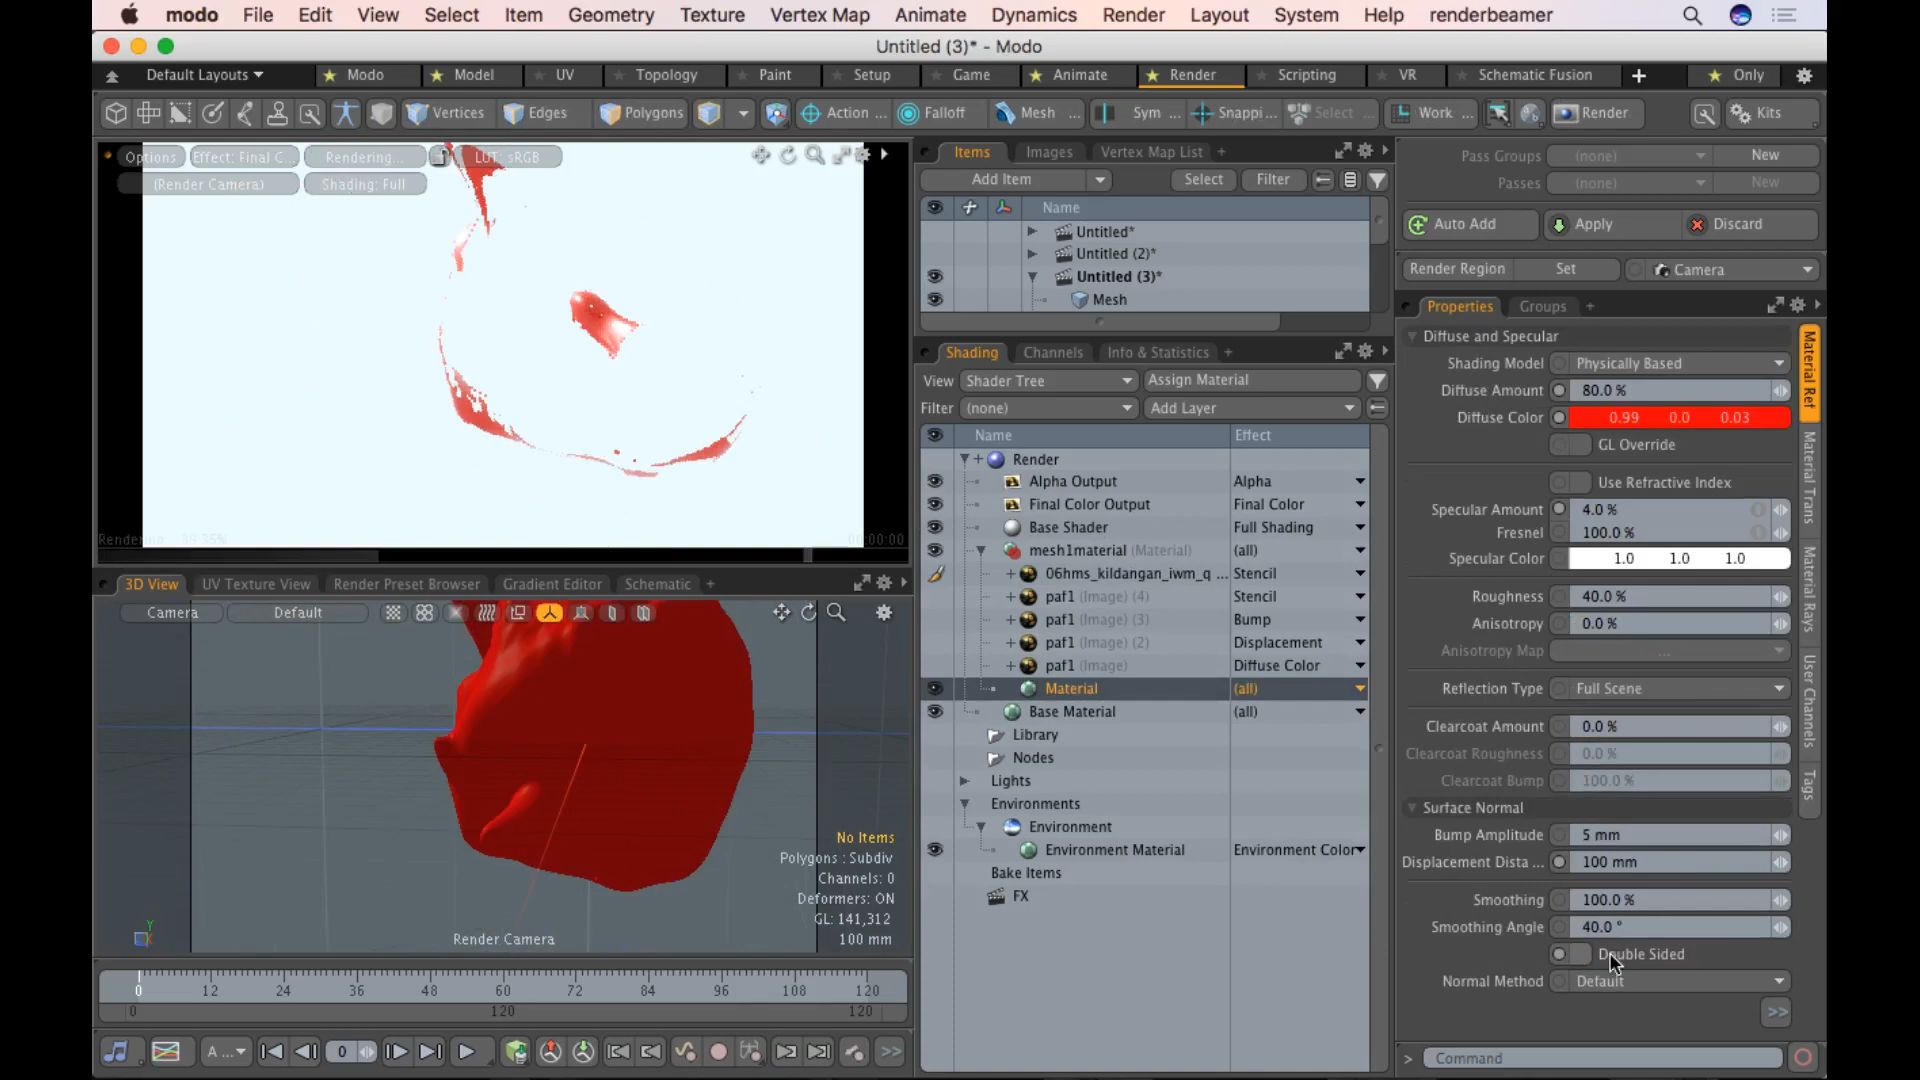 modo File Edit View Select Item Geometry Texture Vertex Map Animate Dynamics Render Layout System Help renderbeamer
Untitled (3)* - Modo
Default Layouts Modo Model UV Topology Paint Setup Game Animate Render Scripting VR Schematic Fusion + Only
Vertices Edges Polygons Action ... Falloff Mesh ... Sym ... Snappi... Select ... Work ... Render Kits
Options Effect: Final C... Rendering... LUT: sRGB
(Render Camera) Shading: Full
00:00:00
3D View UV Texture View Render Preset Browser Gradient Editor Schematic +
Camera Default
No Items
Polygons : Subdiv
Channels: 0
Deformers: ON
GL: 141,312
100 mm
Render Camera
Y
0 12 24 36 48 60 72 84 96 108 120
0 120 120
A ... 0 >>
Items Images Vertex Map List +
Add Item Select Filter
Name
Untitled*
Untitled (2)*
Untitled (3)*
Mesh
Shading Channels Info & Statistics +
View Shader Tree Assign Material
Filter (none) Add Layer
Name Effect
Render
Alpha Output Alpha
Final Color Output Final Color
Base Shader Full Shading
mesh1material (Material) (all)
06hms_kildangan_iwm_q ... Stencil
paf1 (Image) (4) Stencil
paf1 (Image) (3) Bump
paf1 (Image) (2) Displacement
paf1 (Image) Diffuse Color
Material (all)
Base Material (all)
Library
Nodes
Lights
Environments
Environment
Environment Material Environment Color
Bake Items
FX
Pass Groups (none) New
Passes (none) New
Auto Add Apply Discard
Render Region Set Camera
Properties Groups +
Diffuse and Specular
Shading Model Physically Based
Diffuse Amount 80.0 %
Diffuse Color 0.99 0.0 0.03
GL Override
Use Refractive Index
Specular Amount 4.0 %
Fresnel 100.0 %
Specular Color 1.0 1.0 1.0
Roughness 40.0 %
Anisotropy 0.0 %
Anisotropy Map ...
Reflection Type Full Scene
Clearcoat Amount 0.0 %
Clearcoat Roughness 0.0 %
Clearcoat Bump 100.0 %
Surface Normal
Bump Amplitude 5 mm
Displacement Dista ... 100 mm
Smoothing 100.0 %
Smoothing Angle 40.0 °
Double Sided
Normal Method Default
>>
> Command
Material Ref
Material Trans
Material Rays
User Channels
Tags